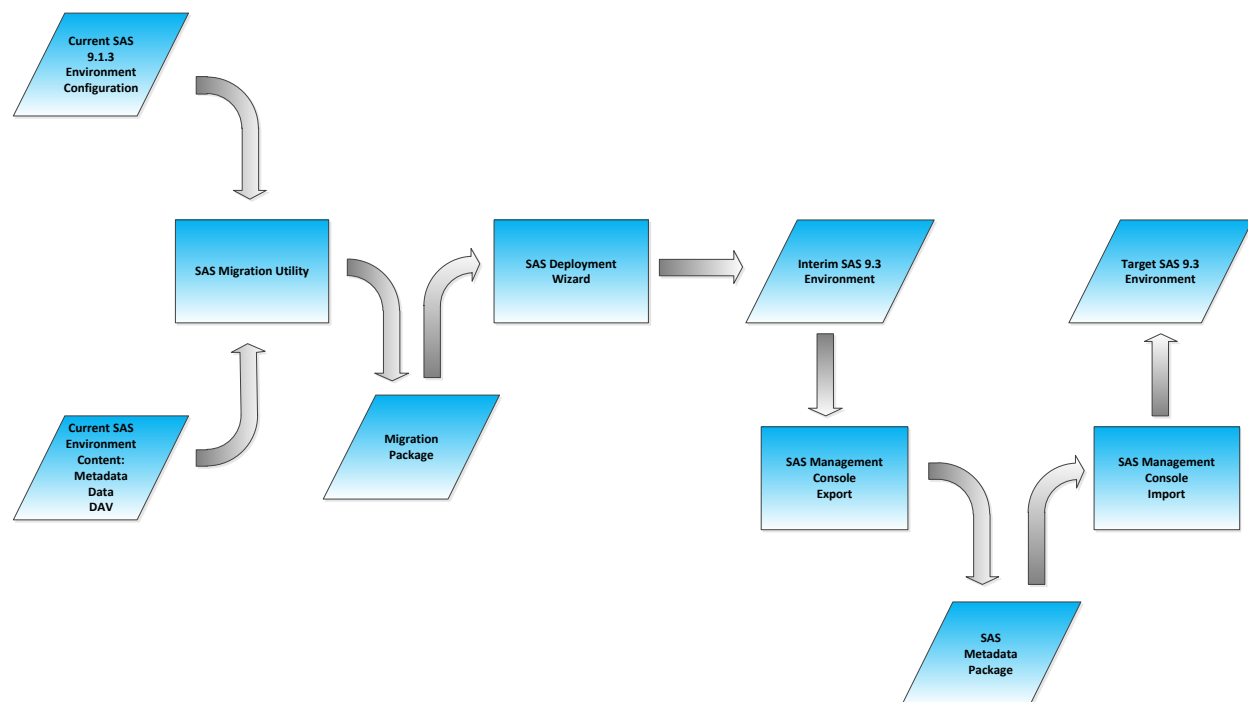 Current SAS
9.1.3
Environment
Configuration
SAS Migration Utility
SAS Deployment
Wizard
Interim SAS 9.3
Environment
Target SAS 9.3
Environment
Current SAS
Environment
Content:
Metadata
Data
DAV
Migration
Package
SAS Management
Console
Export
SAS Management
Console
Import
SAS
Metadata
Package